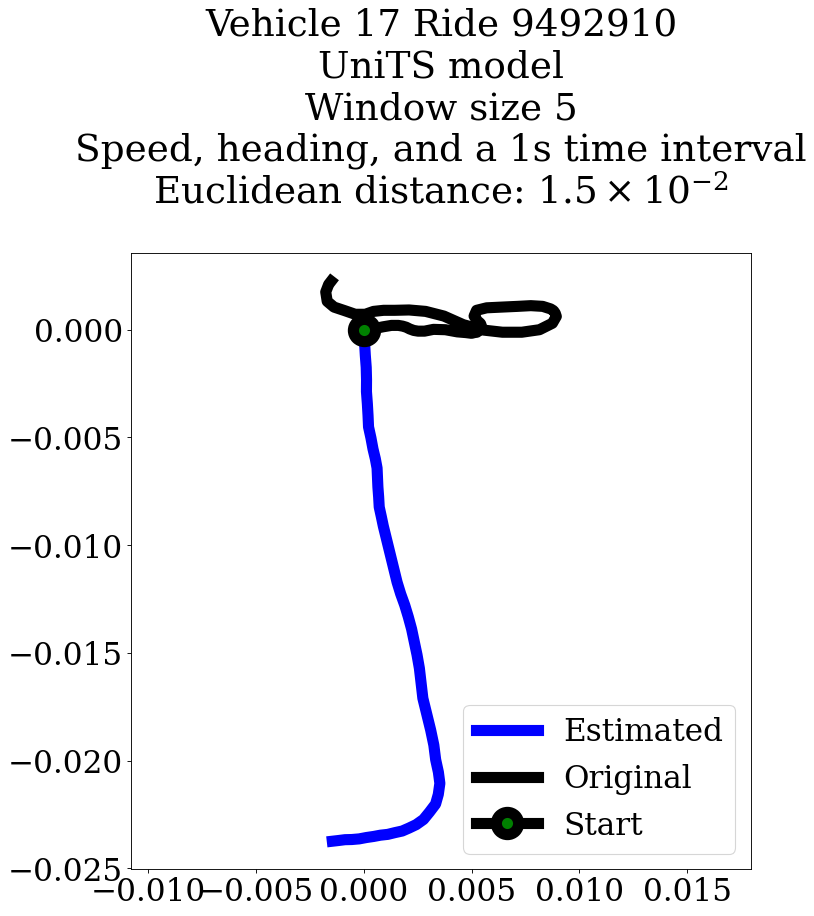 Vehicle 17 Ride 9492910
UniTS model
Window size 5
Speed, heading, and a 1s time interval
Euclidean distance: 1.5 × 10⁻²
0.000
−0.005
−0.010
−0.015
−0.020
−0.025
Estimated
Original
Start
−0.010 −0.005 0.000 0.005 0.010 0.015